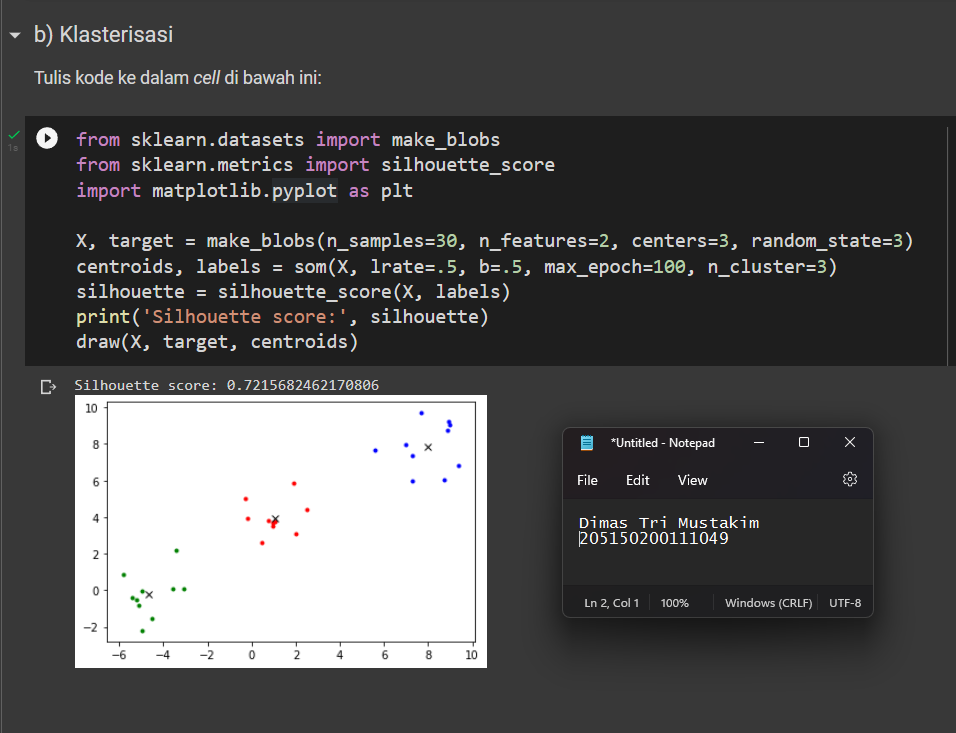 b) Klasterisasi
Tulis kode ke dalam cell di bawah ini:
1s
from sklearn.datasets import make_blobs
from sklearn.metrics import silhouette_score
import matplotlib.pyplot as plt
X, target = make_blobs(n_samples=30, n_features=2, centers=3, random_state=3)
centroids, labels = som(X, lrate=.5, b=.5, max_epoch=100, n_cluster=3)
silhouette = silhouette_score(X, labels)
print('Silhouette score:', silhouette)
draw(X, target, centroids)
Silhouette score: 0.7215682462170806
10
8
6
4
2
0
−2
−6 −4 −2 0 2 4 6 8 10
*Untitled - Notepad
File Edit View
Dimas Tri Mustakim
205150200111049
Ln 2, Col 1 100% Windows (CRLF) UTF-8